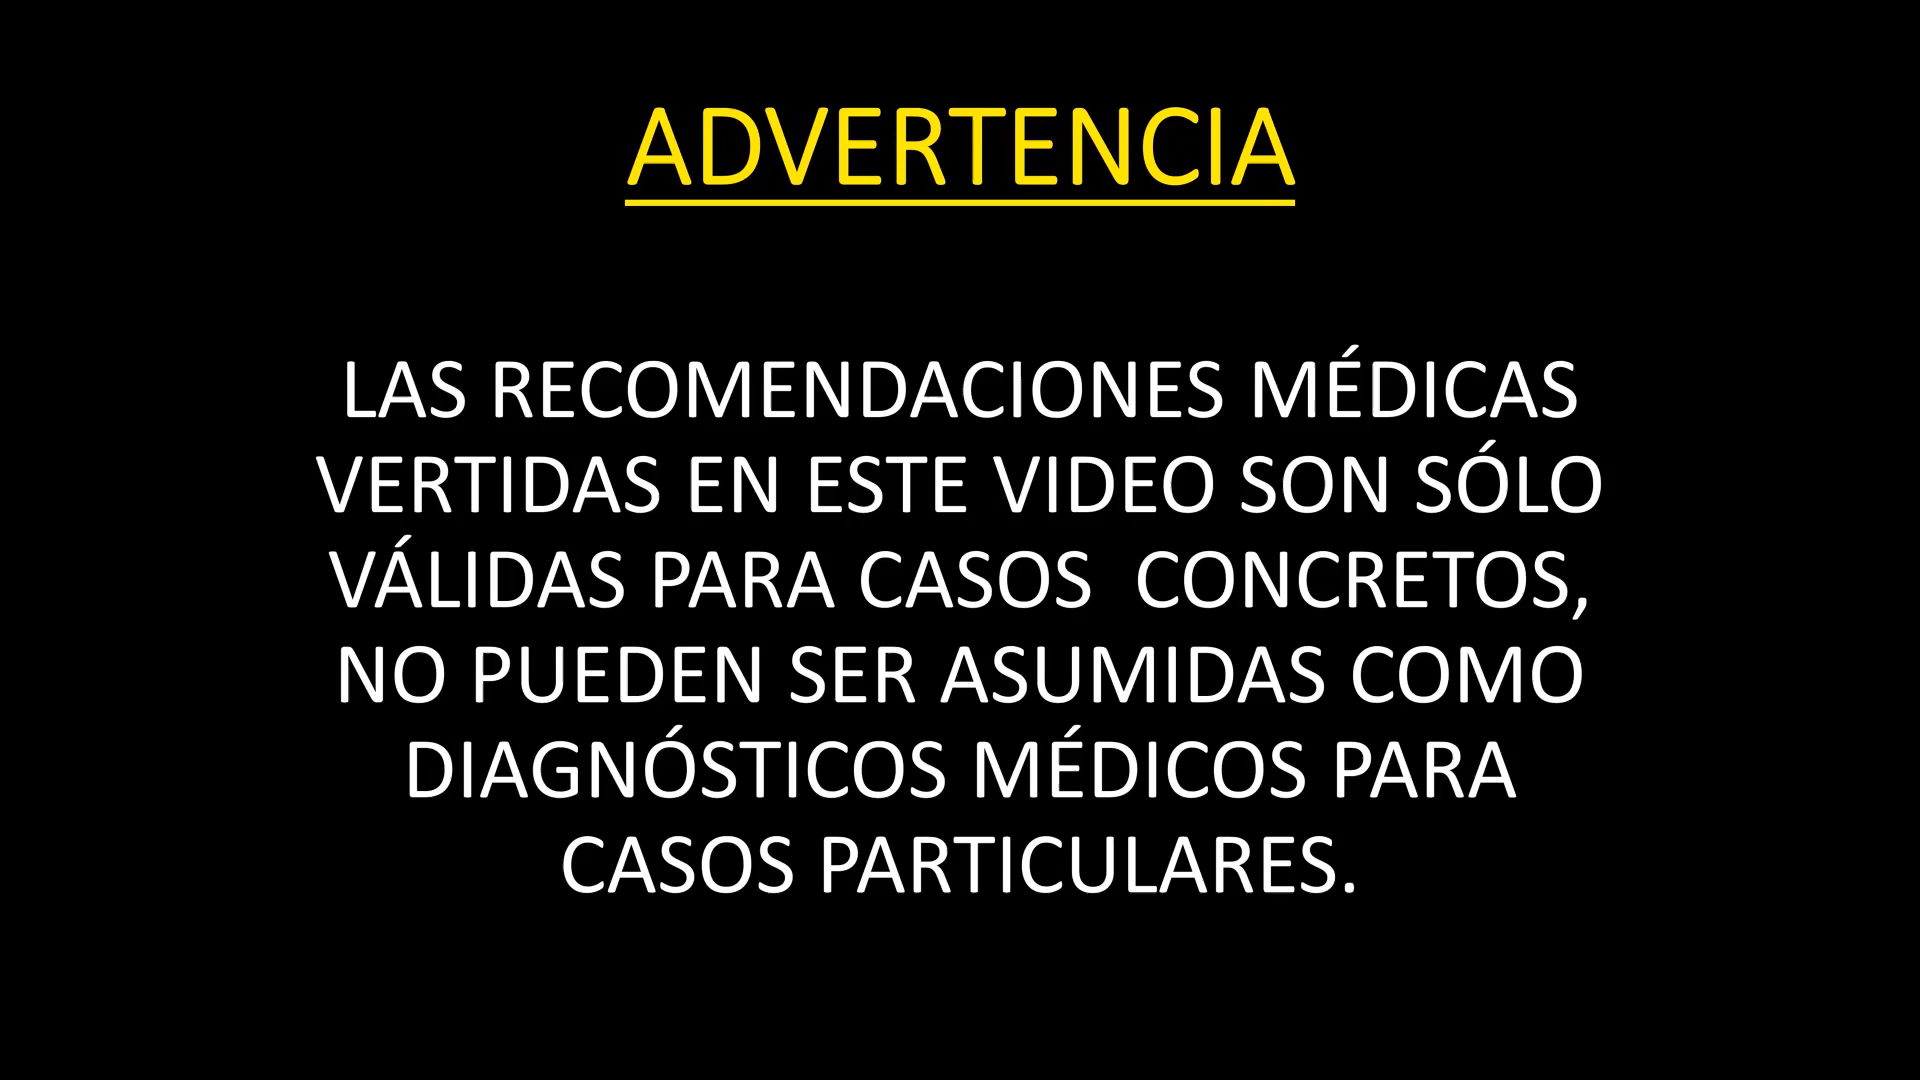 ADVERTENCIA
LAS RECOMENDACIONES MÉDICAS
VERTIDAS EN ESTE VIDEO SON SÓLO
VÁLIDAS PARA CASOS  CONCRETOS,
NO PUEDEN SER ASUMIDAS COMO
DIAGNÓSTICOS MÉDICOS PARA
CASOS PARTICULARES.